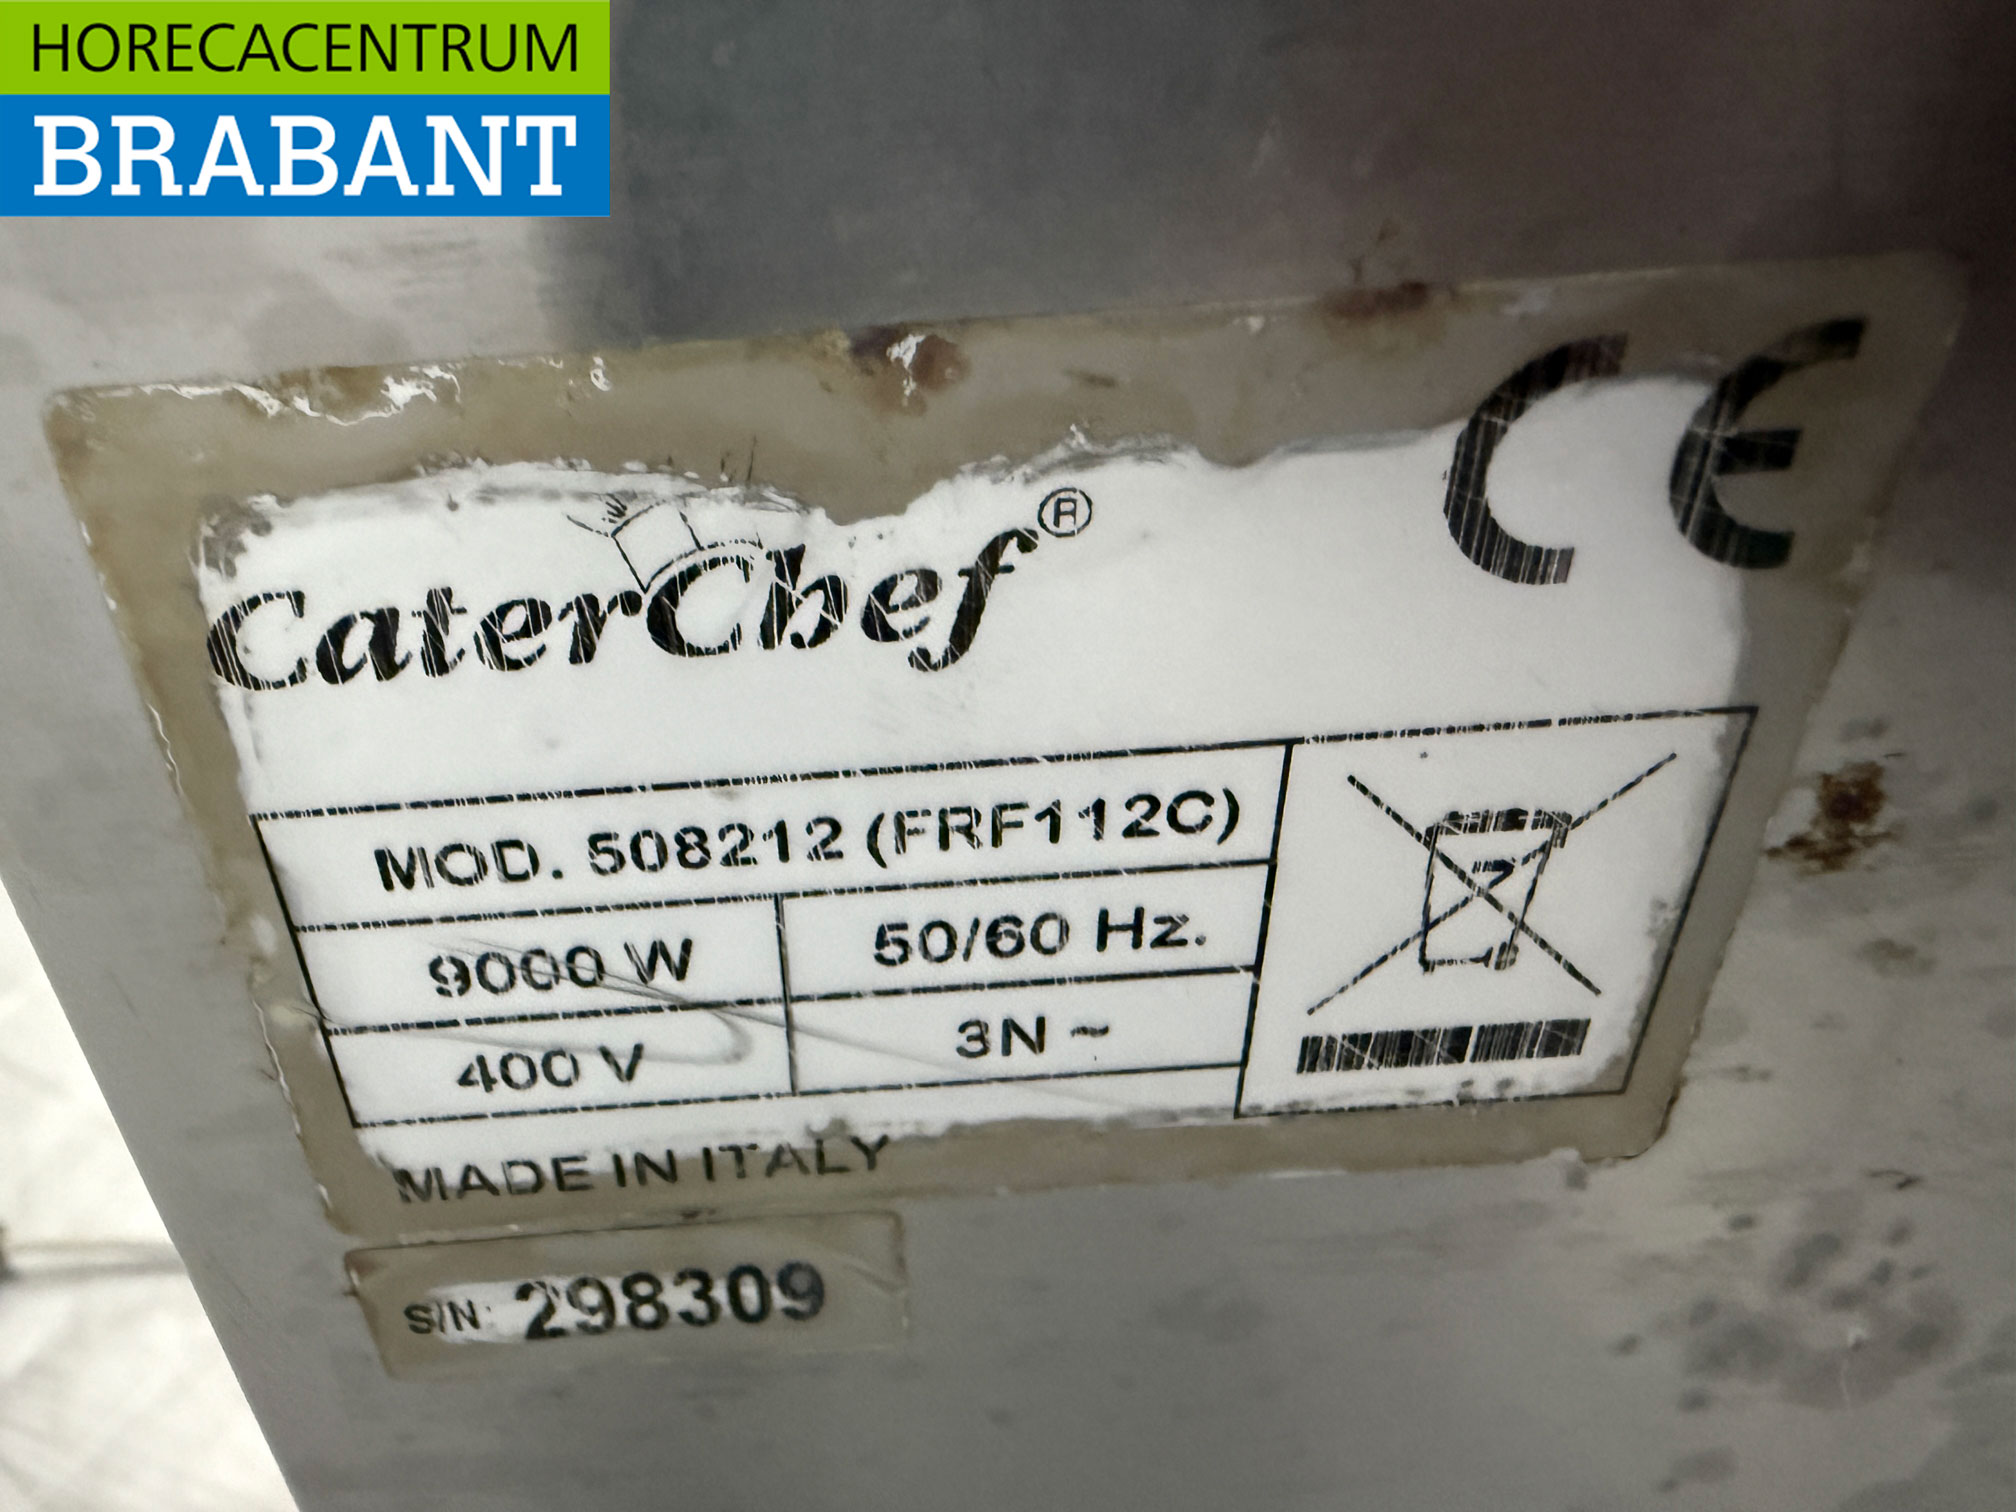 HORECACENTRUM
BRABANT
CE
CaterChef®
MOD. 508212 (FRF112C)
9000 W 50/60 Hz.
400 V 3N ~
MADE IN ITALY
S/N: 298309